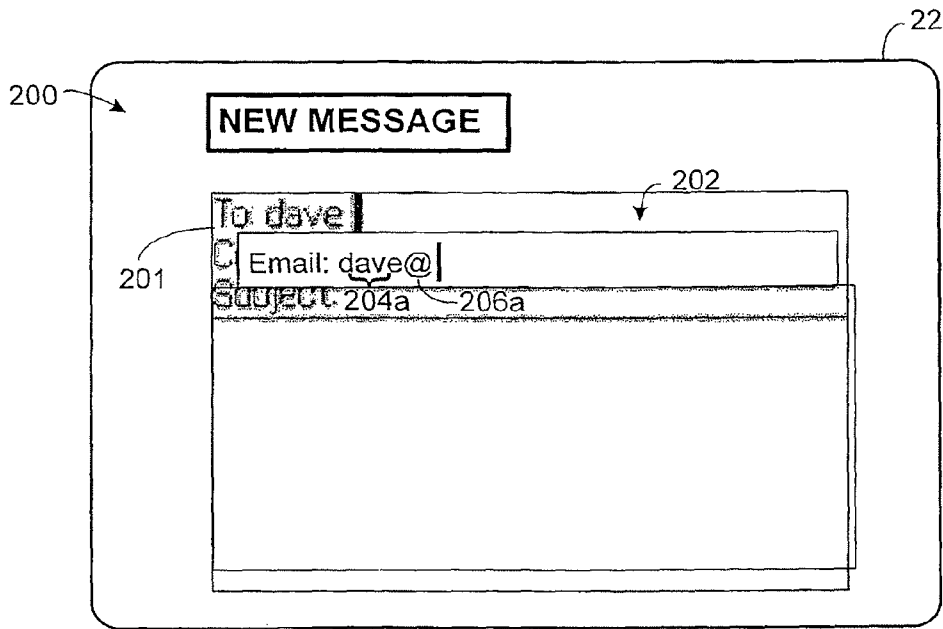 22
200
NEW MESSAGE
202
To: dave
201
C
Email: dave@
Subject:
204a 206a